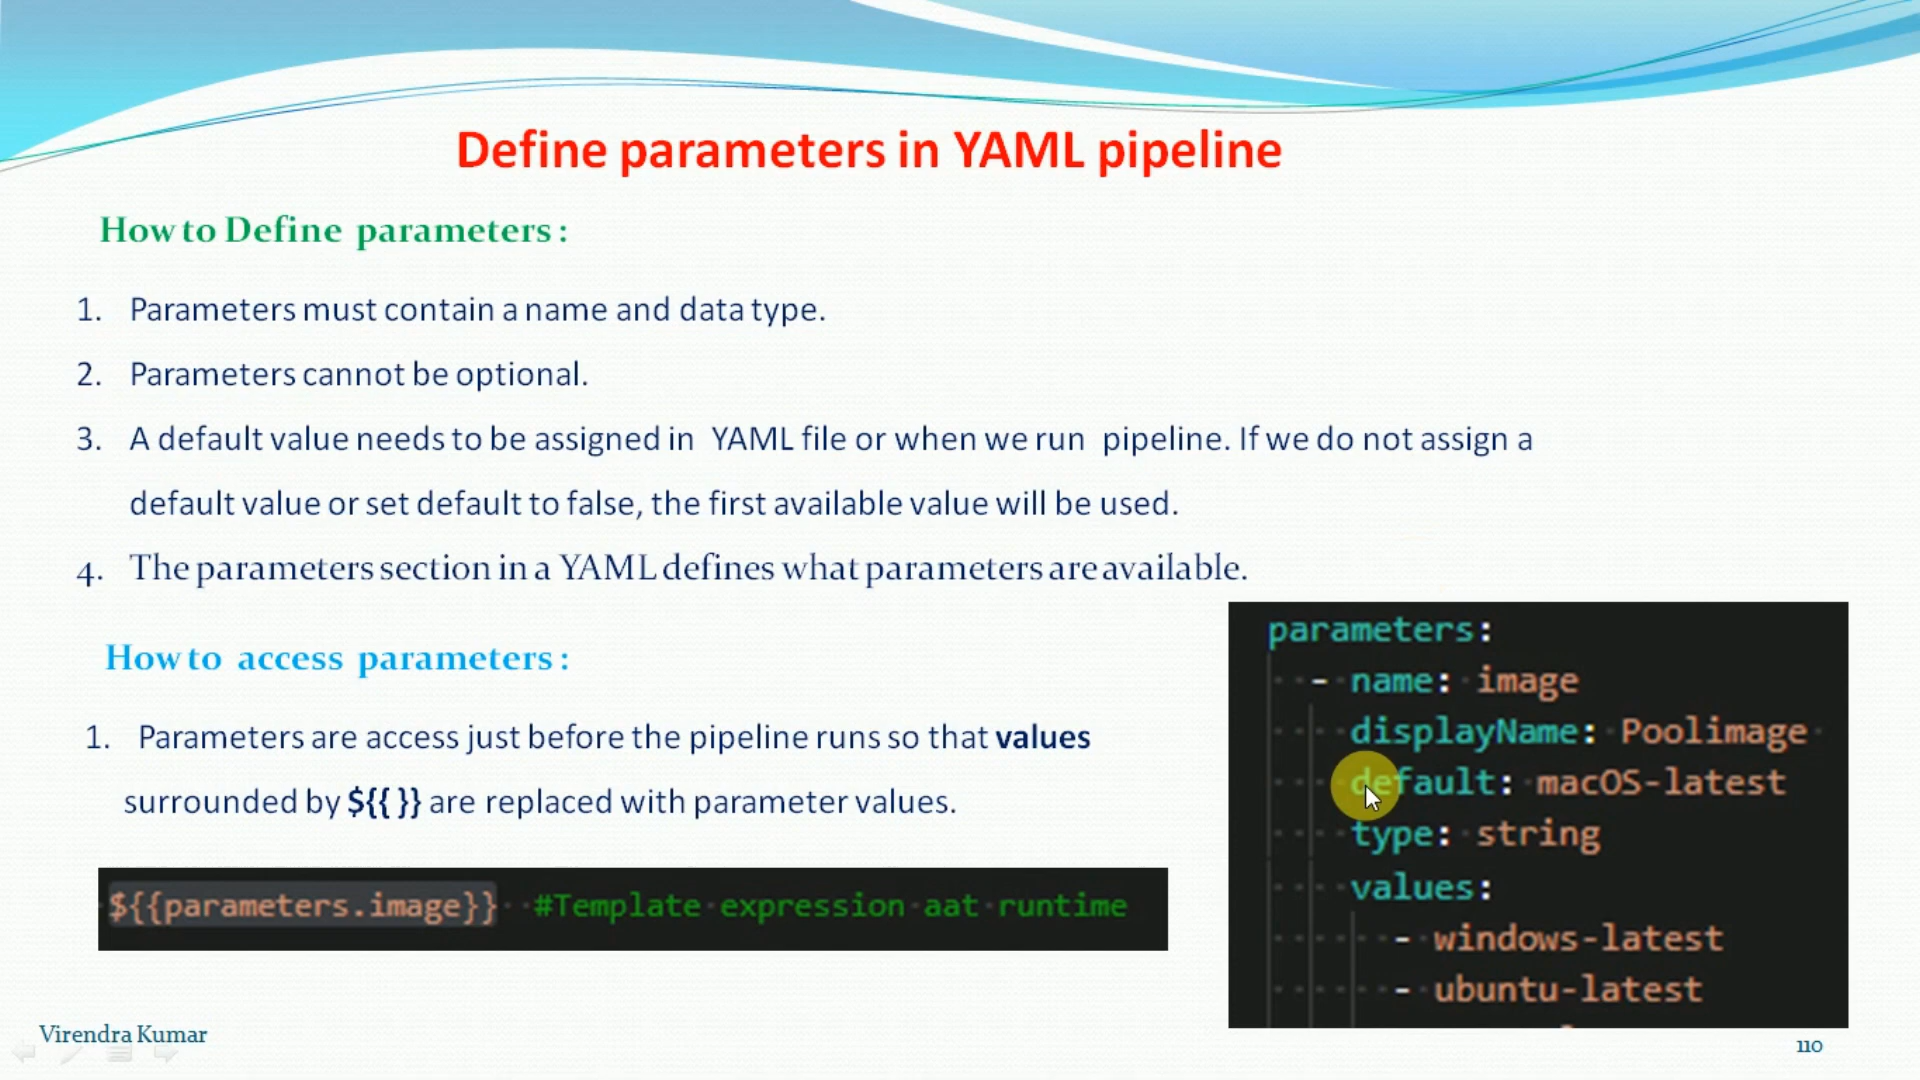 Define parameters in YAML pipeline
How to Define parameters :
1. Parameters must contain a name and data type.
2. Parameters cannot be optional.
3. A default value needs to be assigned in YAML file or when we run pipeline. If we do not assign a
default value or set default to false, the first available value will be used.
4. The parameters section in a YAML defines what parameters are available.
How to access parameters :
1. Parameters are access just before the pipeline runs so that values
surrounded by ${{ }} are replaced with parameter values.
${{parameters.image}} #Template expression aat runtime
parameters:
- name: image
displayName: Poolimage
default: macOS-latest
type: string
values:
- windows-latest
- ubuntu-latest
Virendra Kumar
110